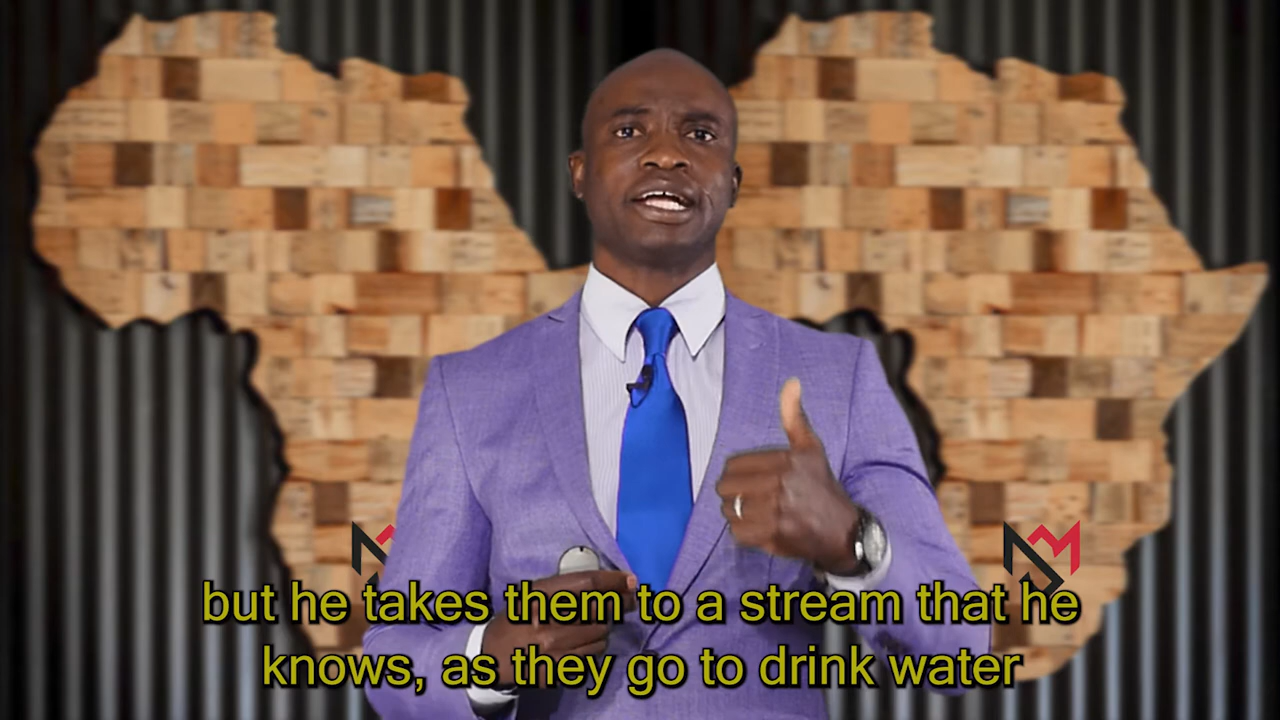 but he takes them to a stream that he
knows, as they go to drink water